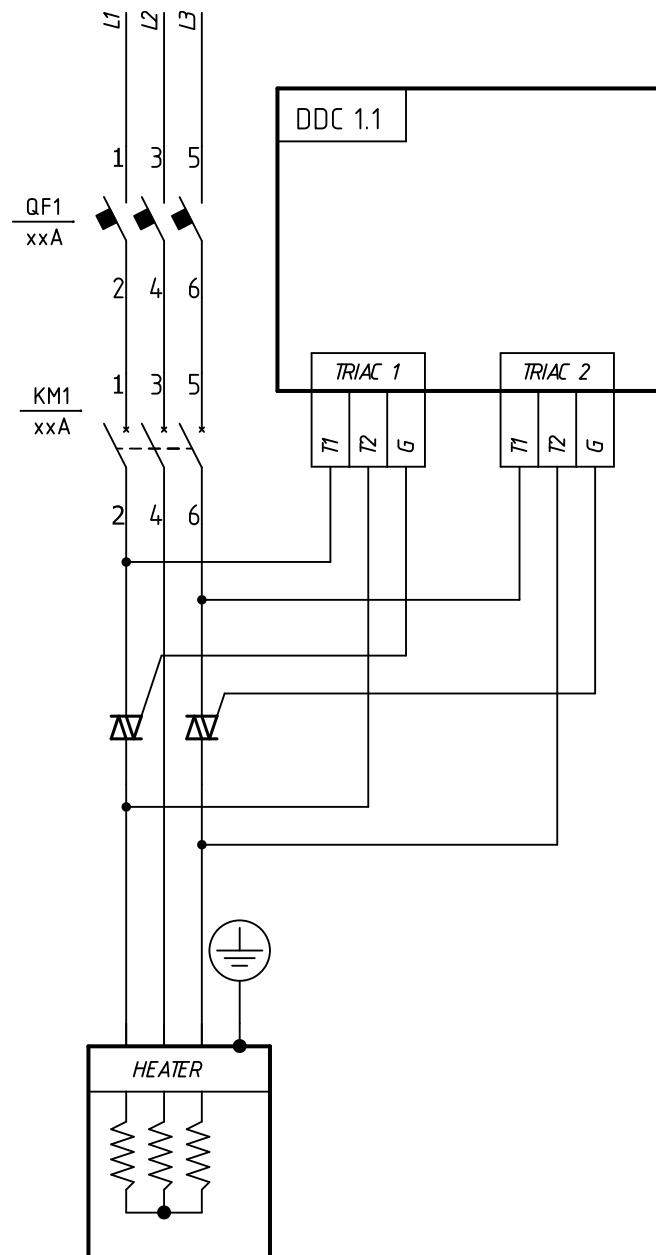 L1 L2 L3
DDC 1.1
1 3 5
QF1
xxA
2 4 6
TRIAC 1
TRIAC 2
1 3 5
KM1
xxA
T1 T2 G
T1 T2 G
2 4 6
HEATER